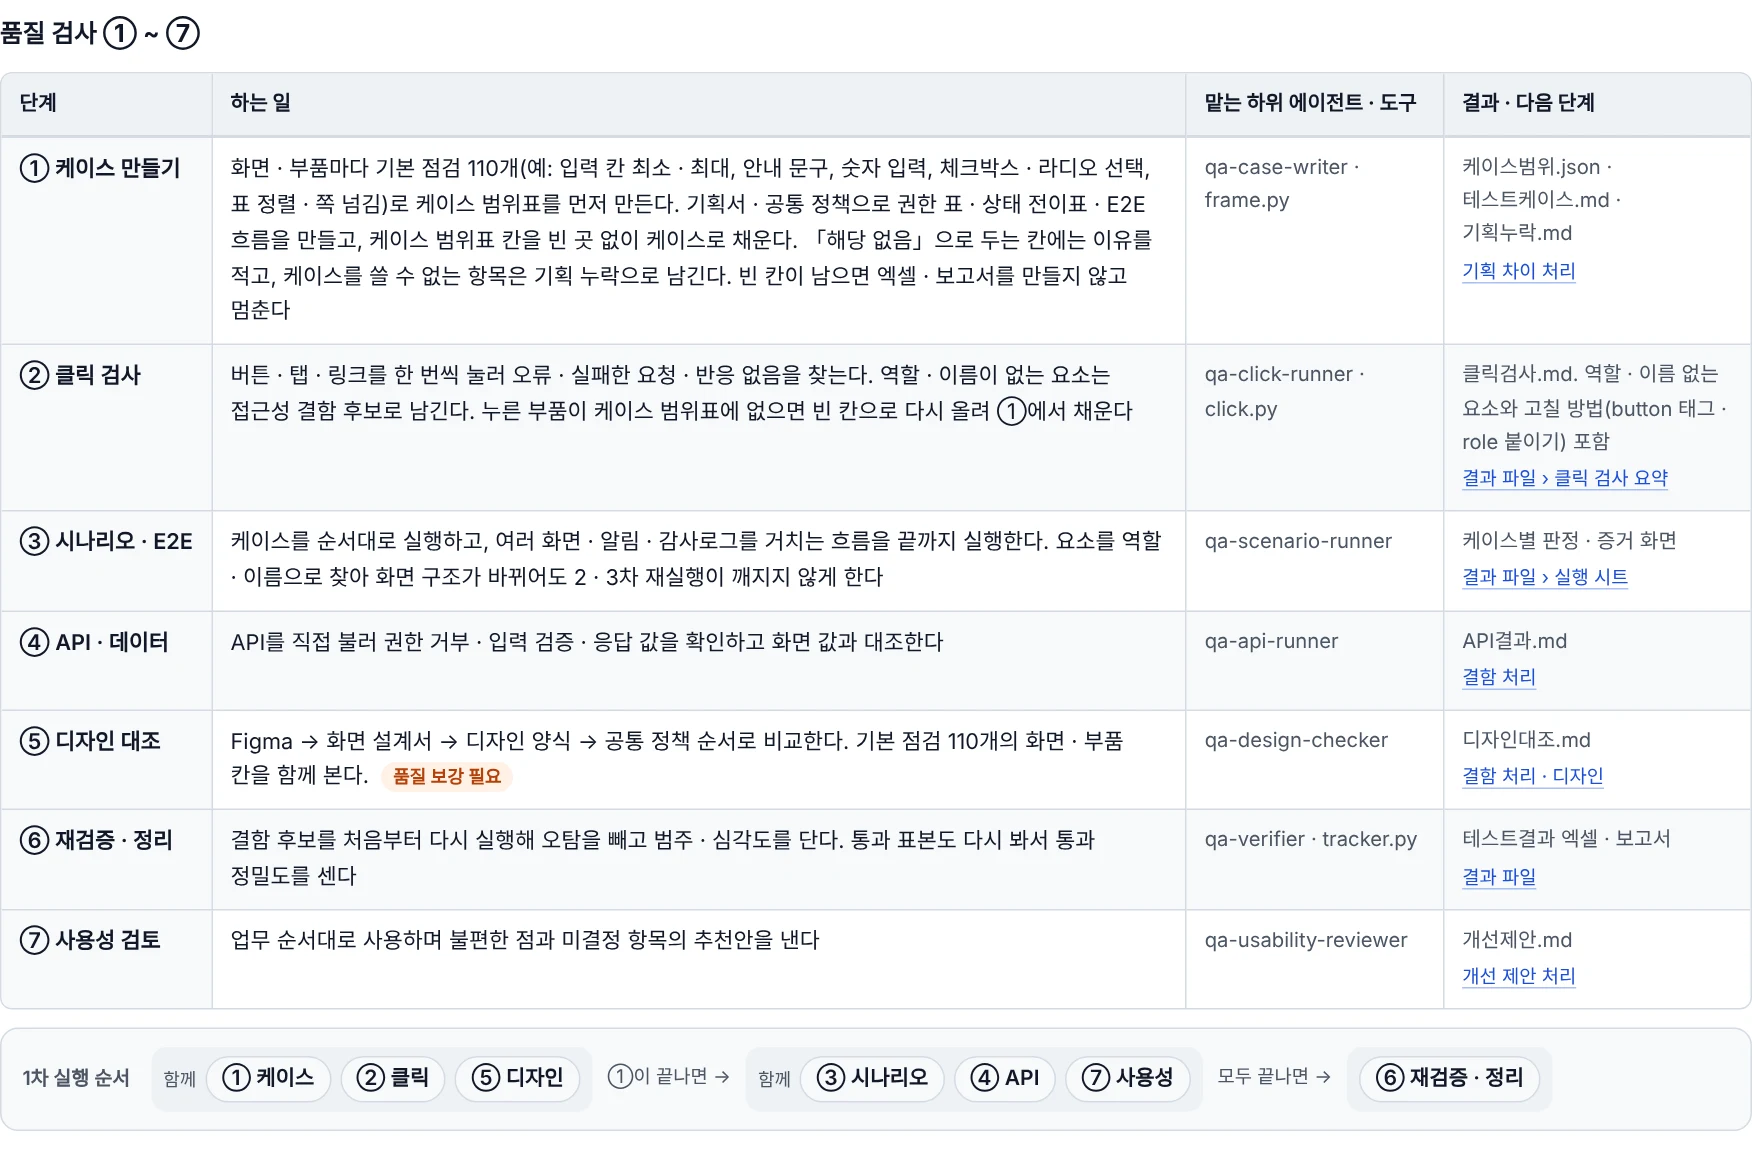 품질 검사 ① ~ ⑦
단계
하는 일
맡는 하위 에이전트 · 도구
결과 · 다음 단계
① 케이스 만들기
화면 · 부품마다 기본 점검 110개(예: 입력 칸 최소 · 최대, 안내 문구, 숫자 입력, 체크박스 · 라디오 선택,
표 정렬 · 쪽 넘김)로 케이스 범위표를 먼저 만든다. 기획서 · 공통 정책으로 권한 표 · 상태 전이표 · E2E
흐름을 만들고, 케이스 범위표 칸을 빈 곳 없이 케이스로 채운다. 「해당 없음」으로 두는 칸에는 이유를
적고, 케이스를 쓸 수 없는 항목은 기획 누락으로 남긴다. 빈 칸이 남으면 엑셀 · 보고서를 만들지 않고
멈춘다
qa-case-writer ·
frame.py
케이스범위.json ·
테스트케이스.md ·
기획누락.md
기획 차이 처리
② 클릭 검사
버튼 · 탭 · 링크를 한 번씩 눌러 오류 · 실패한 요청 · 반응 없음을 찾는다. 역할 · 이름이 없는 요소는
접근성 결함 후보로 남긴다. 누른 부품이 케이스 범위표에 없으면 빈 칸으로 다시 올려 ①에서 채운다
qa-click-runner ·
click.py
클릭검사.md. 역할 · 이름 없는
요소와 고칠 방법(button 태그 ·
role 붙이기) 포함
결과 파일 › 클릭 검사 요약
③ 시나리오 · E2E
케이스를 순서대로 실행하고, 여러 화면 · 알림 · 감사로그를 거치는 흐름을 끝까지 실행한다. 요소를 역할
· 이름으로 찾아 화면 구조가 바뀌어도 2 · 3차 재실행이 깨지지 않게 한다
qa-scenario-runner
케이스별 판정 · 증거 화면
결과 파일 › 실행 시트
④ API · 데이터
API를 직접 불러 권한 거부 · 입력 검증 · 응답 값을 확인하고 화면 값과 대조한다
qa-api-runner
API결과.md
결함 처리
⑤ 디자인 대조
Figma → 화면 설계서 → 디자인 양식 → 공통 정책 순서로 비교한다. 기본 점검 110개의 화면 · 부품
칸을 함께 본다. 품질 보강 필요
qa-design-checker
디자인대조.md
결함 처리 · 디자인
⑥ 재검증 · 정리
결함 후보를 처음부터 다시 실행해 오탐을 빼고 범주 · 심각도를 단다. 통과 표본도 다시 봐서 통과
정밀도를 센다
qa-verifier · tracker.py
테스트결과 엑셀 · 보고서
결과 파일
⑦ 사용성 검토
업무 순서대로 사용하며 불편한 점과 미결정 항목의 추천안을 낸다
qa-usability-reviewer
개선제안.md
개선 제안 처리
1차 실행 순서 함께 ① 케이스 ② 클릭 ⑤ 디자인 ①이 끝나면 → 함께 ③ 시나리오 ④ API ⑦ 사용성 모두 끝나면 → ⑥ 재검증 · 정리